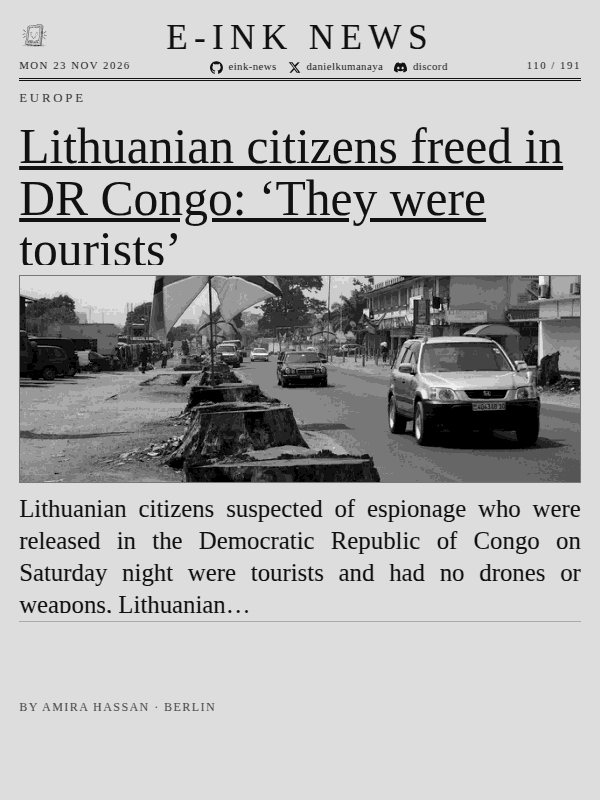 E-INK NEWS
MON 23 NOV 2026
eink-news danielkumanaya discord
110 / 191
EUROPE
Lithuanian citizens freed in
DR Congo: ‘They were
tourists’
Lithuanian citizens suspected of espionage who were
released in the Democratic Republic of Congo on
Saturday night were tourists and had no drones or
weapons. Lithuanian…
BY AMIRA HASSAN · BERLIN